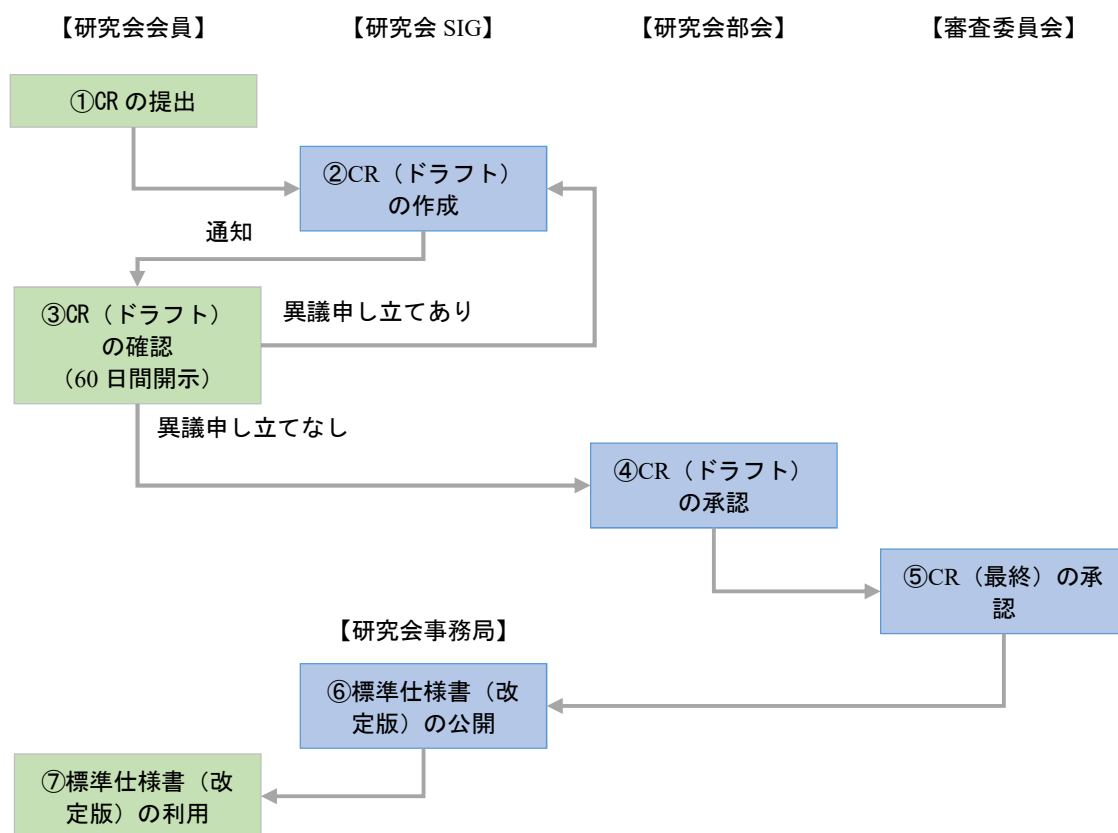 【研究会会員】
【研究会 SIG】
【研究会部会】
【審査委員会】
①CR の提出
②CR（ドラフト）
の作成
通知
③CR（ドラフト）
の確認
（60 日間開示）
異議申し立てあり
異議申し立てなし
④CR（ドラフト）
の承認
⑤CR（最終）の承
認
【研究会事務局】
⑥標準仕様書（改
定版）の公開
⑦標準仕様書（改
定版）の利用